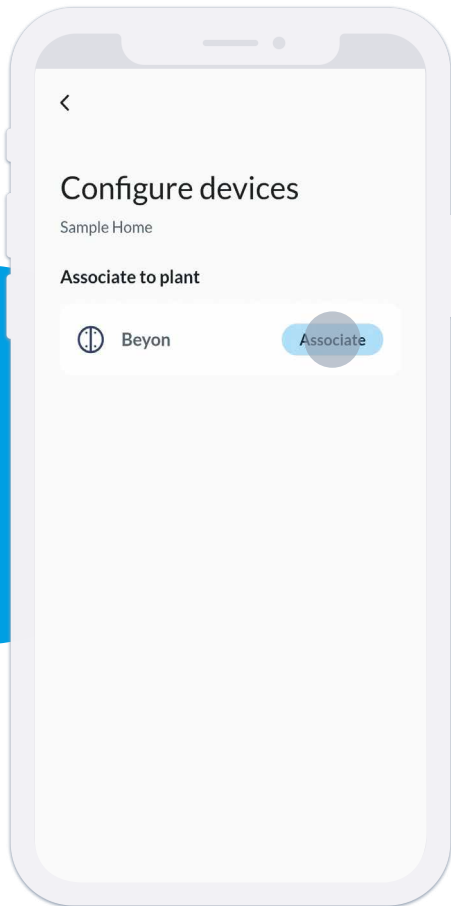 Configure devices
Sample Home
Associate to plant
Beyon
Associate